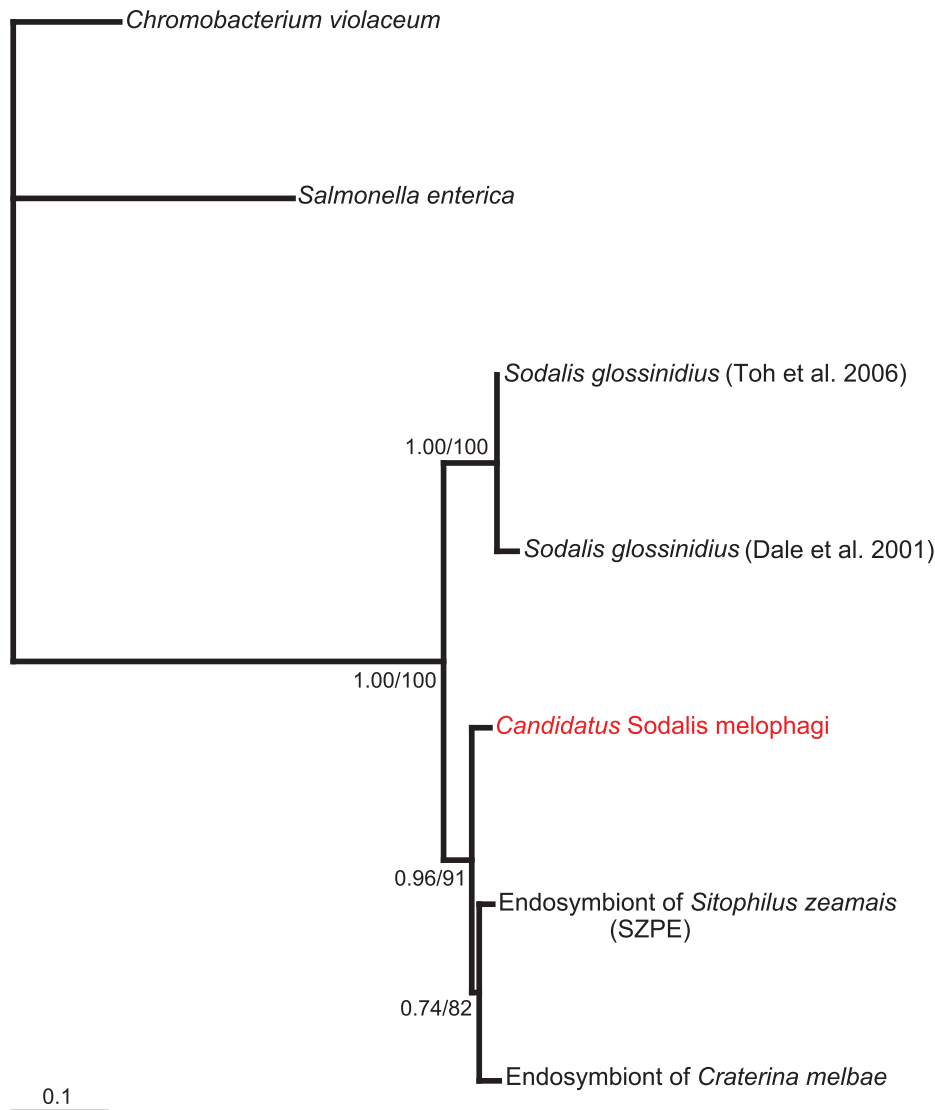 Chromobacterium violaceum
Salmonella enterica
Sodalis glossinidius (Toh et al. 2006)
1.00/100
Sodalis glossinidius (Dale et al. 2001)
1.00/100
Candidatus Sodalis melophagi
0.96/91
Endosymbiont of Sitophilus zeamais
(SZPE)
0.74/82
Endosymbiont of Craterina melbae
0.1